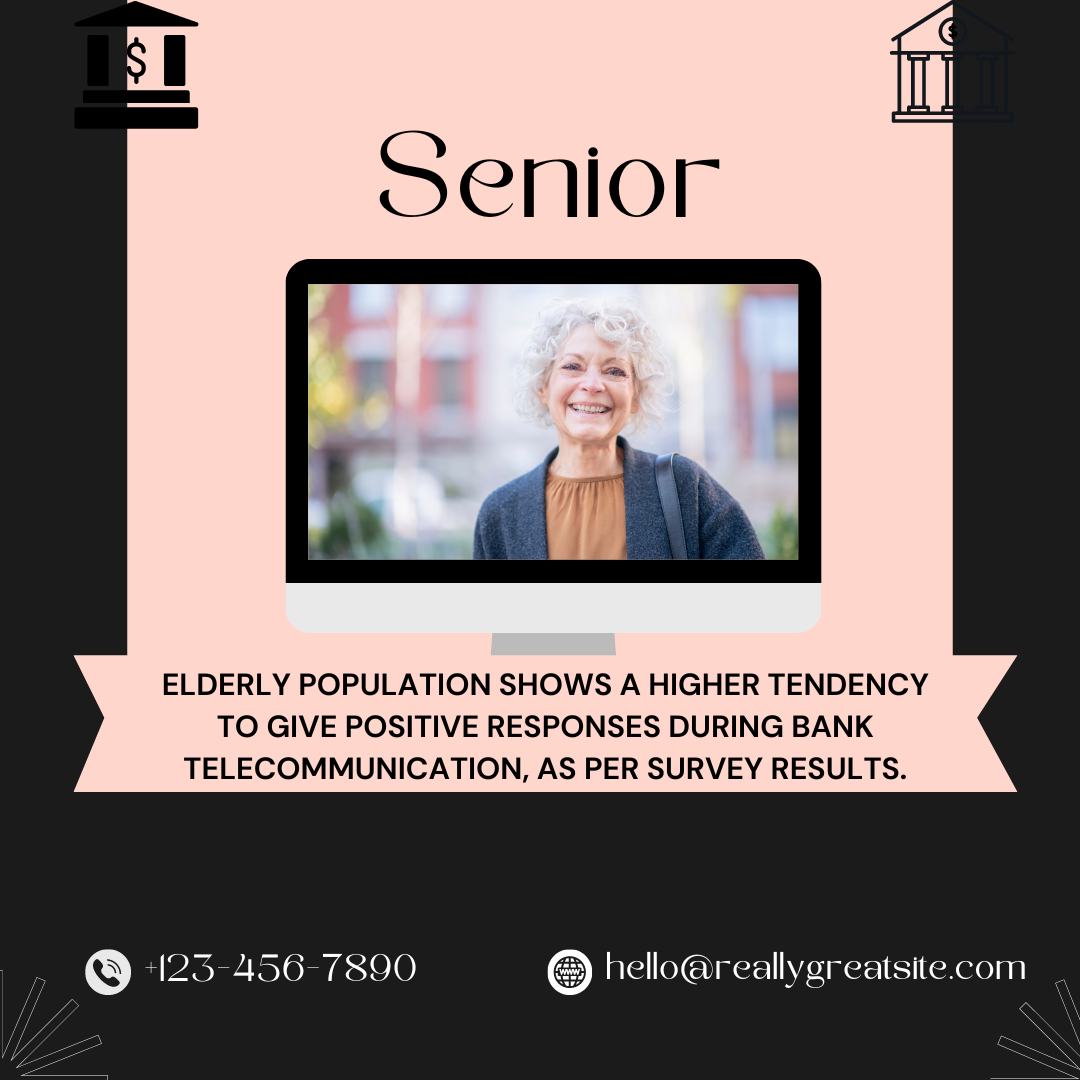 $
$
Senior
ELDERLY POPULATION SHOWS A HIGHER TENDENCY
TO GIVE POSITIVE RESPONSES DURING BANK
TELECOMMUNICATION, AS PER SURVEY RESULTS.
+123-456-7890
www
hello@reallygreatsite.com